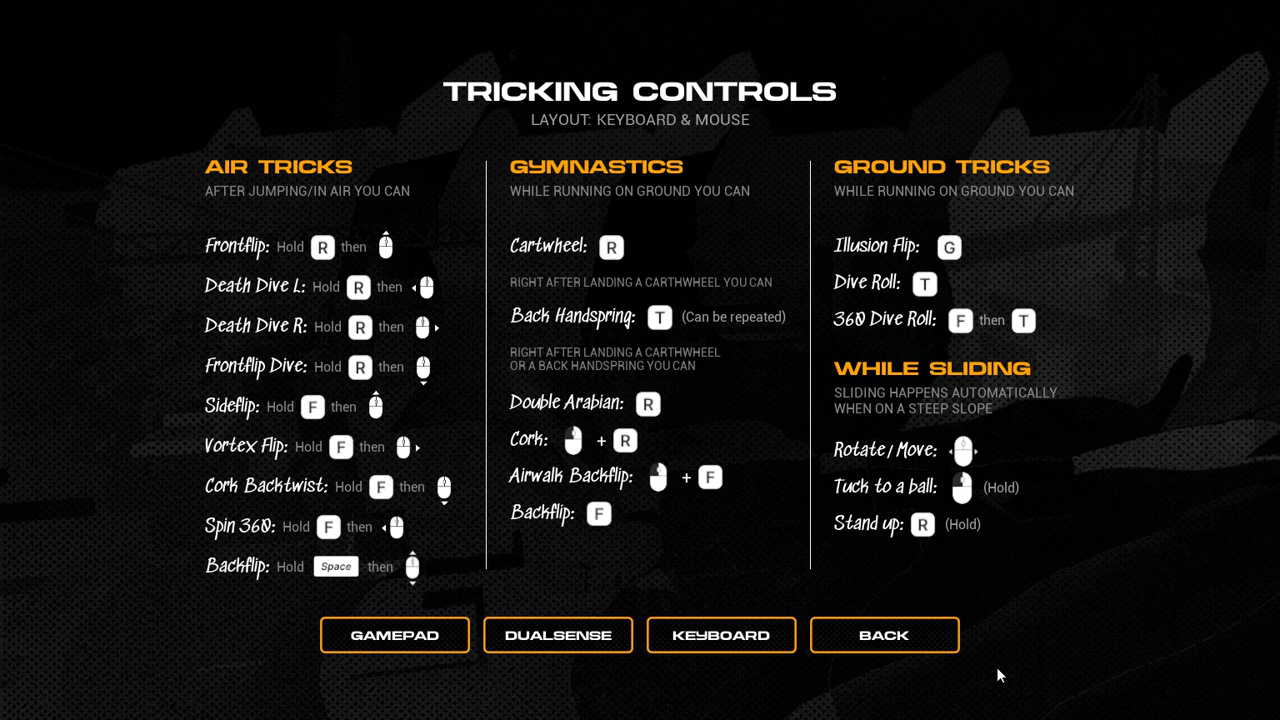 TRICKING CONTROLS
LAYOUT: KEYBOARD & MOUSE
AIR TRICKS
AFTER JUMPING/IN AIR YOU CAN
Frontflip: Hold R then
Death Dive L: Hold R then
Death Dive R: Hold R then
Frontflip Dive: Hold R then
Sideflip: Hold F then
Vortex Flip: Hold F then
Cork Backtwist: Hold F then
Spin 360: Hold F then
Backflip: Hold Space then
GYMNASTICS
WHILE RUNNING ON GROUND YOU CAN
Cartwheel: R
RIGHT AFTER LANDING A CARTHWHEEL YOU CAN
Back Handspring: T (Can be repeated)
RIGHT AFTER LANDING A CARTHWHEEL
OR A BACK HANDSPRING YOU CAN
Double Arabian: R
Cork: + R
Airwalk Backflip: + F
Backflip: F
GROUND TRICKS
WHILE RUNNING ON GROUND YOU CAN
Illusion Flip: G
Dive Roll: T
360 Dive Roll: F then T
WHILE SLIDING
SLIDING HAPPENS AUTOMATICALLY
WHEN ON A STEEP SLOPE
Rotate/Move:
Tuck to a ball: (Hold)
Stand up: R (Hold)
GAMEPAD
DUALSENSE
KEYBOARD
BACK